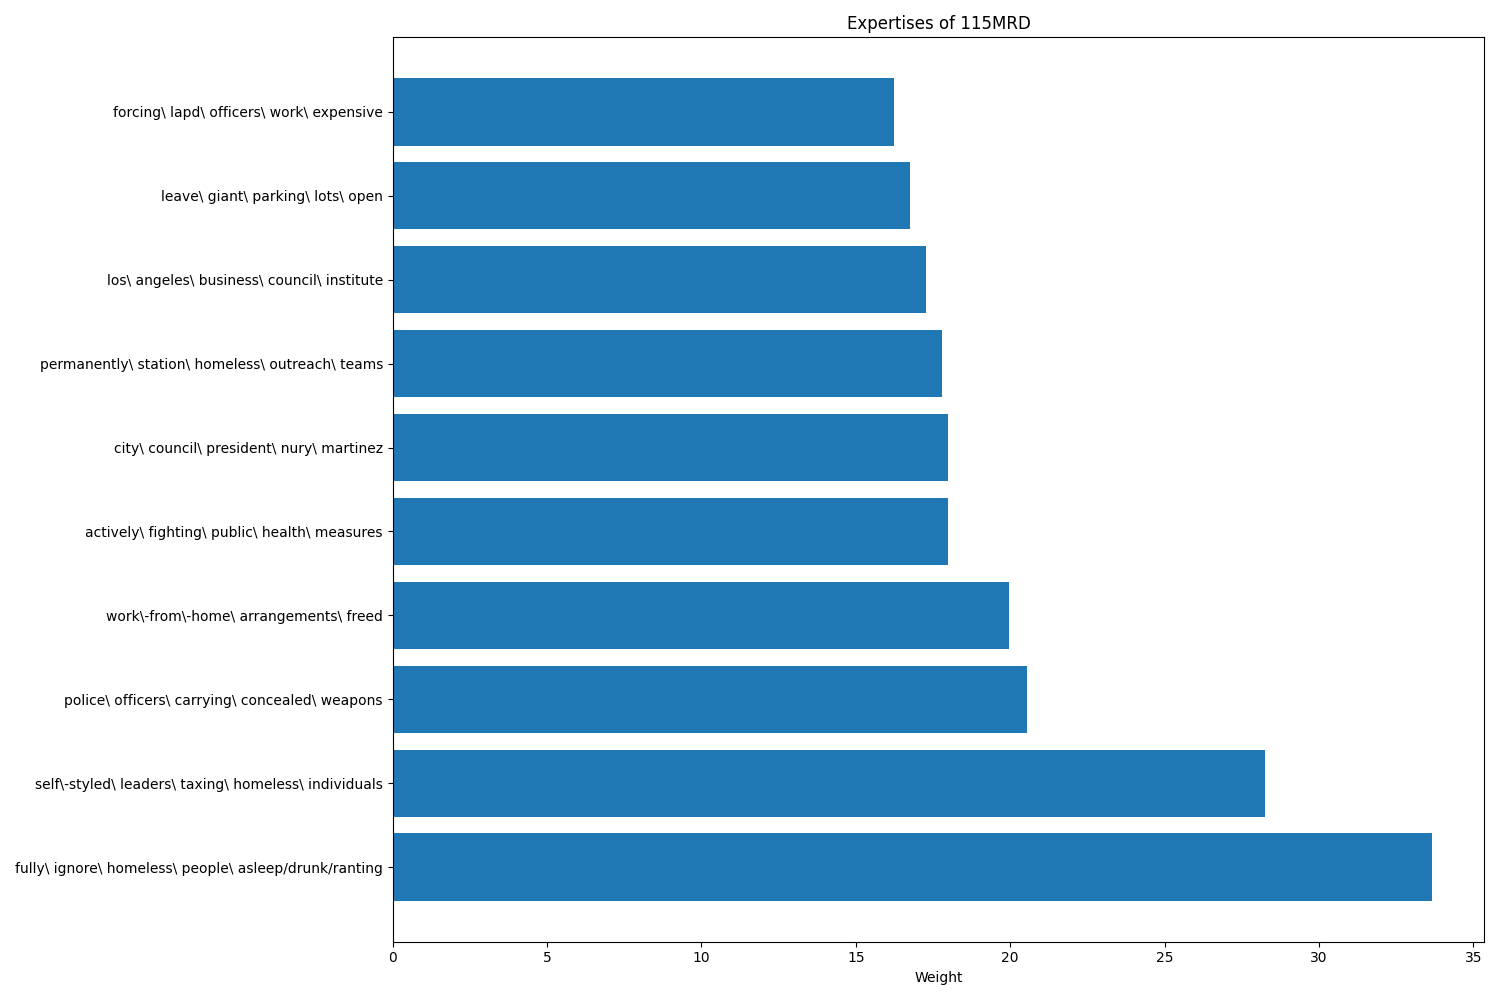 Expertises of 115MRD
forcing\ lapd\ officers\ work\ expensive
leave\ giant\ parking\ lots\ open
los\ angeles\ business\ council\ institute
permanently\ station\ homeless\ outreach\ teams
city\ council\ president\ nury\ martinez
actively\ fighting\ public\ health\ measures
work\-from\-home\ arrangements\ freed
police\ officers\ carrying\ concealed\ weapons
self\-styled\ leaders\ taxing\ homeless\ individuals
fully\ ignore\ homeless\ people\ asleep/drunk/ranting
0 5 10 15 20 25 30 35
Weight